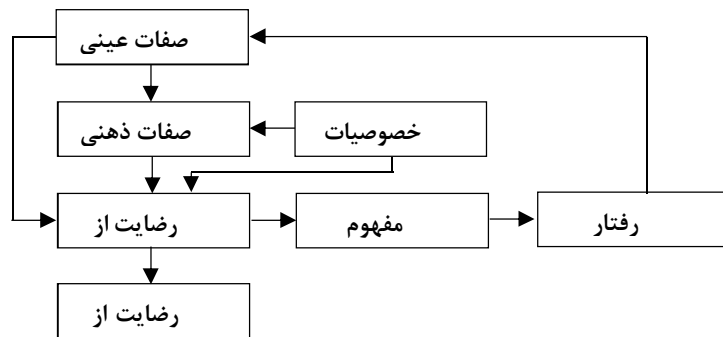 صفات عینی
صفات ذهنی
خصوصیات
رضایت از
مفهوم
رفتار
رضایت از